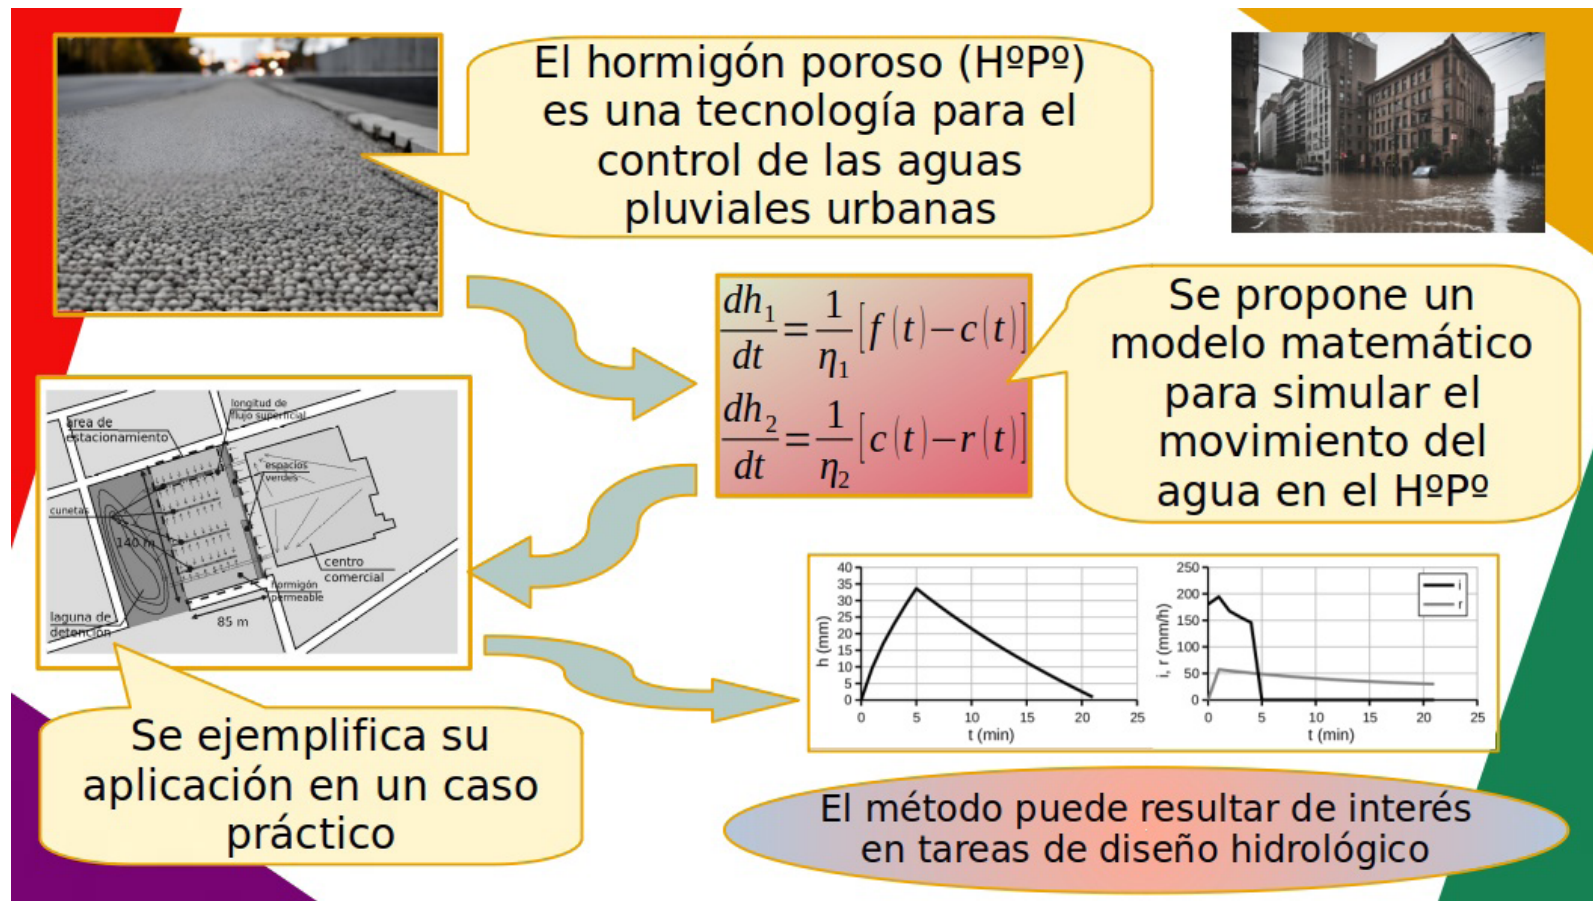 El hormigón poroso (HºPº)
es una tecnología para el
control de las aguas
pluviales urbanas
dh₁/dt = 1/η₁ [f(t)−c(t)]
dh₂/dt = 1/η₂ [c(t)−r(t)]
Se propone un
modelo matemático
para simular el
movimiento del
agua en el HºPº
longitud de
flujo superficial
área de
estacionamiento
espacios
verdes
cunetas
140 m
centro
comercial
hormigón
permeable
laguna de
detención
85 m
Se ejemplifica su
aplicación en un caso
práctico
h (mm)
40
35
30
25
20
15
10
5
0
0 5 10 15 20 25
t (min)
i, r (mm/h)
250
200
150
100
50
0
0 5 10 15 20 25
t (min)
i
r
El método puede resultar de interés
en tareas de diseño hidrológico